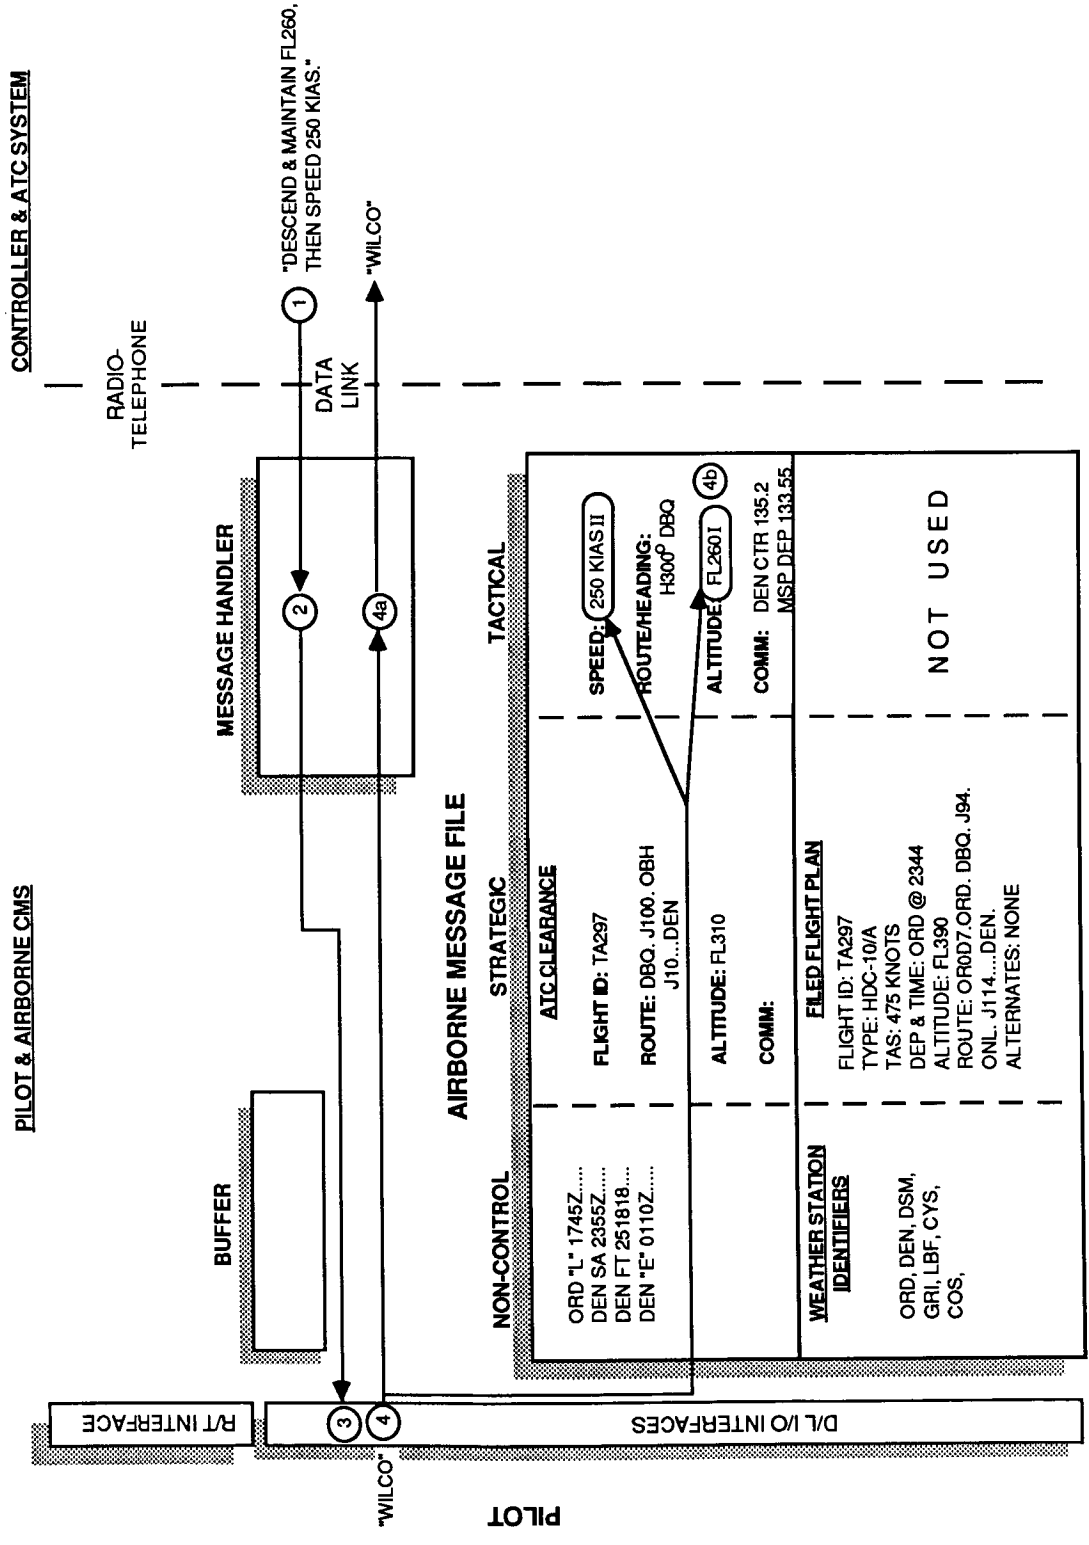 PILOT & AIRBORNE CMS
CONTROLLER & ATC SYSTEM
RADIO-
TELEPHONE
BUFFER
MESSAGE HANDLER
DATA
LINK
1
"DESCEND & MAINTAIN FL260,
THEN SPEED 250 KIAS."
2
4a
"WILCO"
R/T INTERFACE
3
4
"WILCO"
D/L I/O INTERFACES
PILOT
AIRBORNE MESSAGE FILE
NON-CONTROL
STRATEGIC
TACTICAL
ORD "L" 1745Z.....
DEN SA 2355Z.....
DEN FT 251818....
DEN "E" 0110Z.....
ATC CLEARANCE
FLIGHT ID: TA297
ROUTE: DBQ. J100. OBH
J10...DEN
ALTITUDE: FL310
COMM:
SPEED: 250 KIAS II
ROUTE/HEADING:
H300° DBQ
ALTITUDE: FL260 I
4b
COMM: DEN CTR 135.2
MSP DEP 133.55
WEATHER STATION
IDENTIFIERS
ORD, DEN, DSM,
GRI, LBF, CYS,
COS,
FILED FLIGHT PLAN
FLIGHT ID: TA297
TYPE: HDC-10/A
TAS: 475 KNOTS
DEP & TIME: ORD @ 2344
ALTITUDE: FL390
ROUTE: OR0D7.ORD. DBQ. J94.
ONL. J114....DEN.
ALTERNATES: NONE
NOT USED